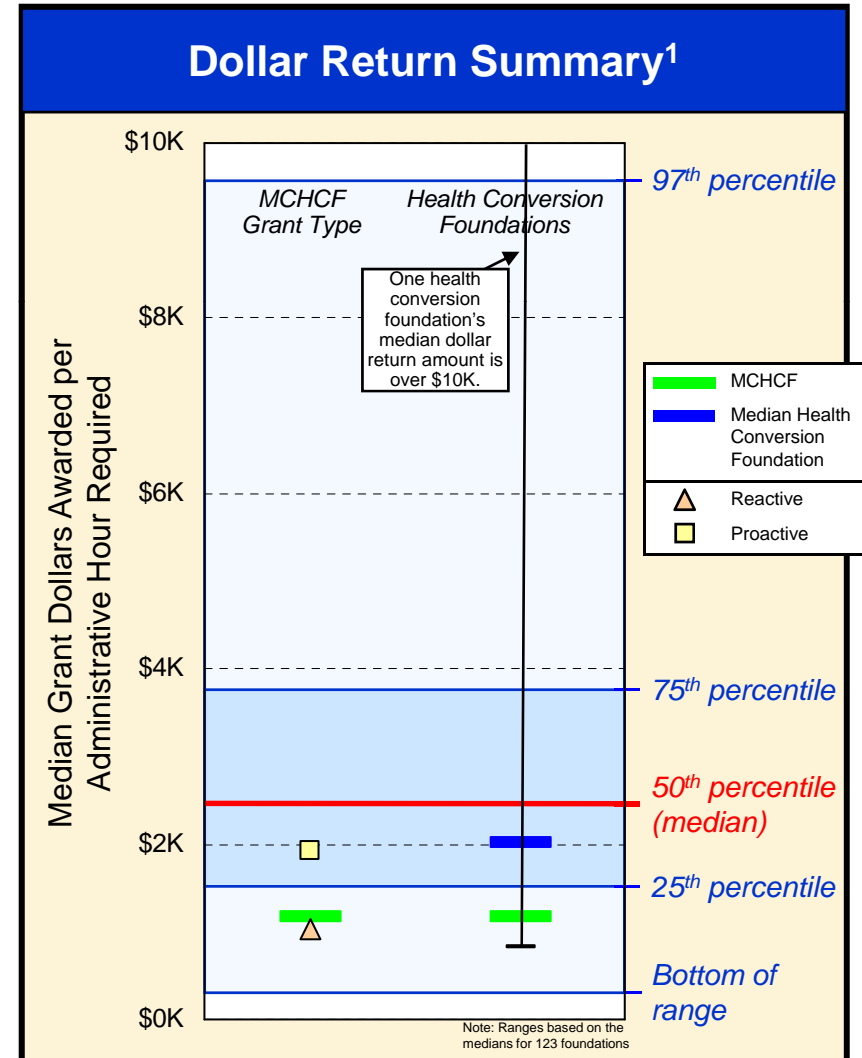 Dollar Return Summary1
Median Grant Dollars Awarded per
Administrative Hour Required
$10K
$8K
$6K
$4K
$2K
$0K
MCHCF
Grant Type
Health Conversion
Foundations
One health
conversion
foundation's
median dollar
return amount is
over $10K.
97th percentile
MCHCF
Median Health
Conversion
Foundation
Reactive
Proactive
75th percentile
50th percentile
(median)
25th percentile
Bottom of
range
Note: Ranges based on the
medians for 123 foundations